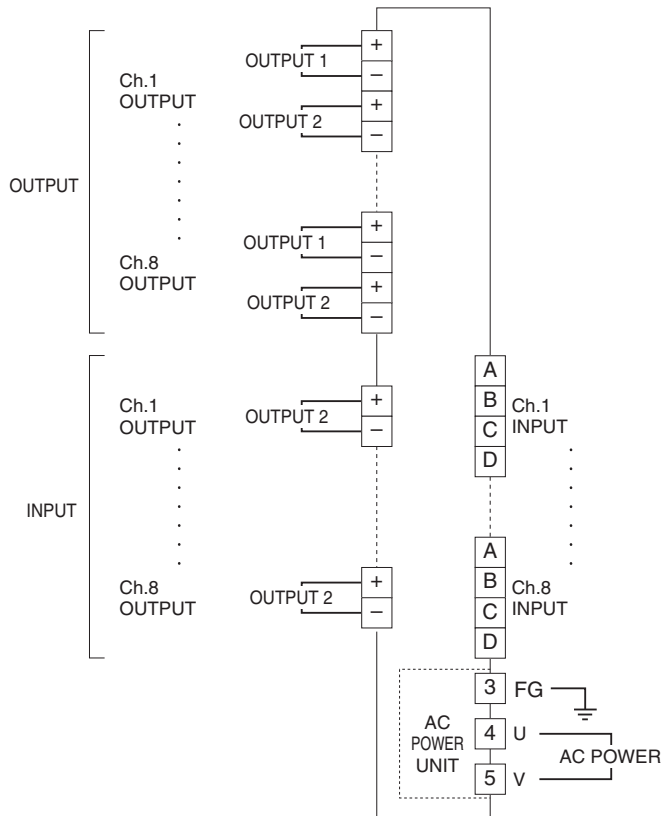 OUTPUT
Ch.1
OUTPUT
OUTPUT 1
+
−
OUTPUT 2
+
−
Ch.8
OUTPUT
OUTPUT 1
+
−
OUTPUT 2
+
−
INPUT
Ch.1
OUTPUT
OUTPUT 2
+
−
Ch.8
OUTPUT
OUTPUT 2
+
−
A
B
C
D
Ch.1
INPUT
A
B
C
D
Ch.8
INPUT
AC
POWER
UNIT
3 FG
4 U
5 V
AC POWER